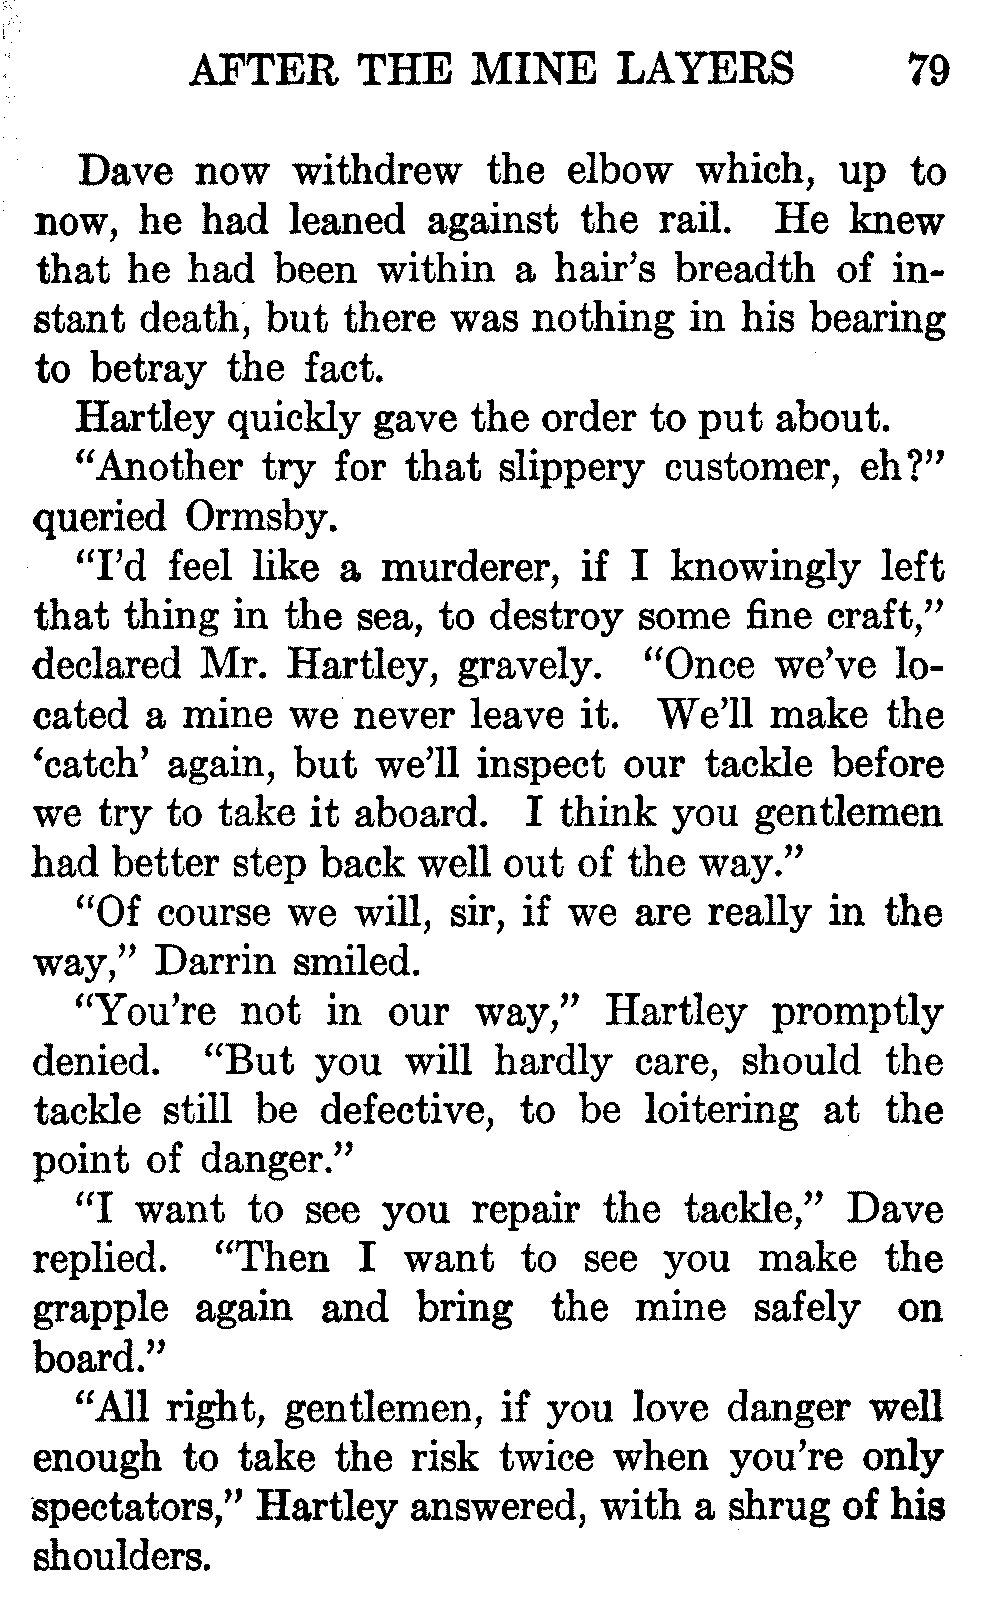 AFTER THE MINE LAYERS 79
Dave now withdrew the elbow which, up to
now, he had leaned against the rail. He knew
that he had been within a hair's breadth of in-
stant death, but there was nothing in his bearing
to betray the fact.
Hartley quickly gave the order to put about.
“Another try for that slippery customer, eh?”
queried Ormsby.
“I'd feel like a murderer, if I knowingly left
that thing in the sea, to destroy some fine craft,”
declared Mr. Hartley, gravely. “Once we've lo-
cated a mine we never leave it. We'll make the
‘catch’ again, but we'll inspect our tackle before
we try to take it aboard. I think you gentlemen
had better step back well out of the way.”
“Of course we will, sir, if we are really in the
way,” Darrin smiled.
“You're not in our way,” Hartley promptly
denied. “But you will hardly care, should the
tackle still be defective, to be loitering at the
point of danger.”
“I want to see you repair the tackle,” Dave
replied. “Then I want to see you make the
grapple again and bring the mine safely on
board.”
“All right, gentlemen, if you love danger well
enough to take the risk twice when you're only
spectators,” Hartley answered, with a shrug of his
shoulders.